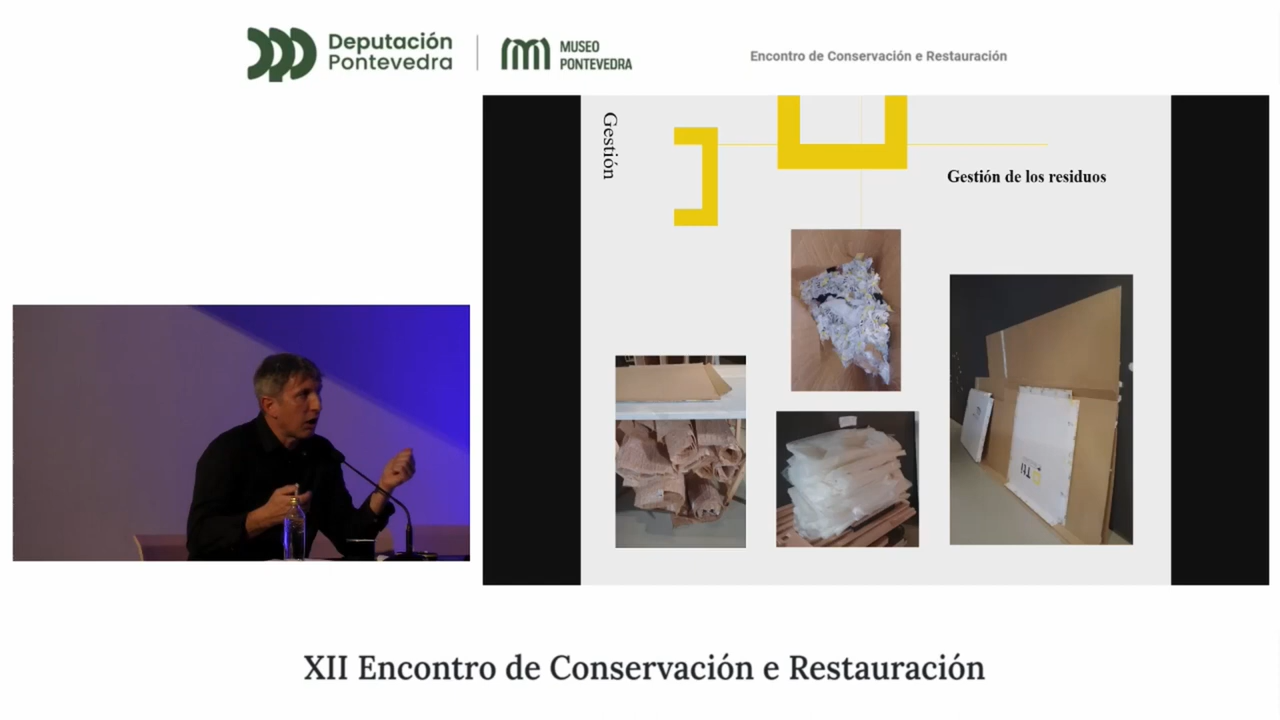 Deputación
Pontevedra
MUSEO
PONTEVEDRA
Encontro de Conservación e Restauración
Gestión
Gestión de los residuos
XII Encontro de Conservación e Restauración